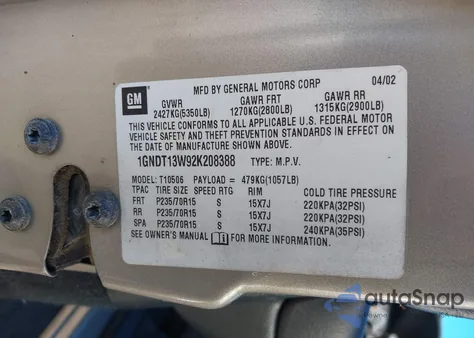 GM
MFD BY GENERAL MOTORS CORP 04/02
GVWR GAWR FRT GAWR RR
2427KG(5350LB) 1270KG(2800LB) 1315KG(2900LB)
THIS VEHICLE CONFORMS TO ALL APPLICABLE U.S. FEDERAL MOTOR
VEHICLE SAFETY AND THEFT PREVENTION STANDARDS IN EFFECT ON
THE DATE OF MANUFACTURE SHOWN ABOVE.
1GNDT13W92K208388 TYPE: M.P.V.
MODEL: T10506 PAYLOAD = 479KG(1057LB)
TPAC TIRE SIZE SPEED RTG RIM COLD TIRE PRESSURE
FRT P235/70R15 S 15X7J 220KPA(32PSI)
RR P235/70R15 S 15X7J 220KPA(32PSI)
SPA P235/70R15 S 15X7J 240KPA(35PSI)
SEE OWNER'S MANUAL FOR MORE INFORMATION
autoSnap